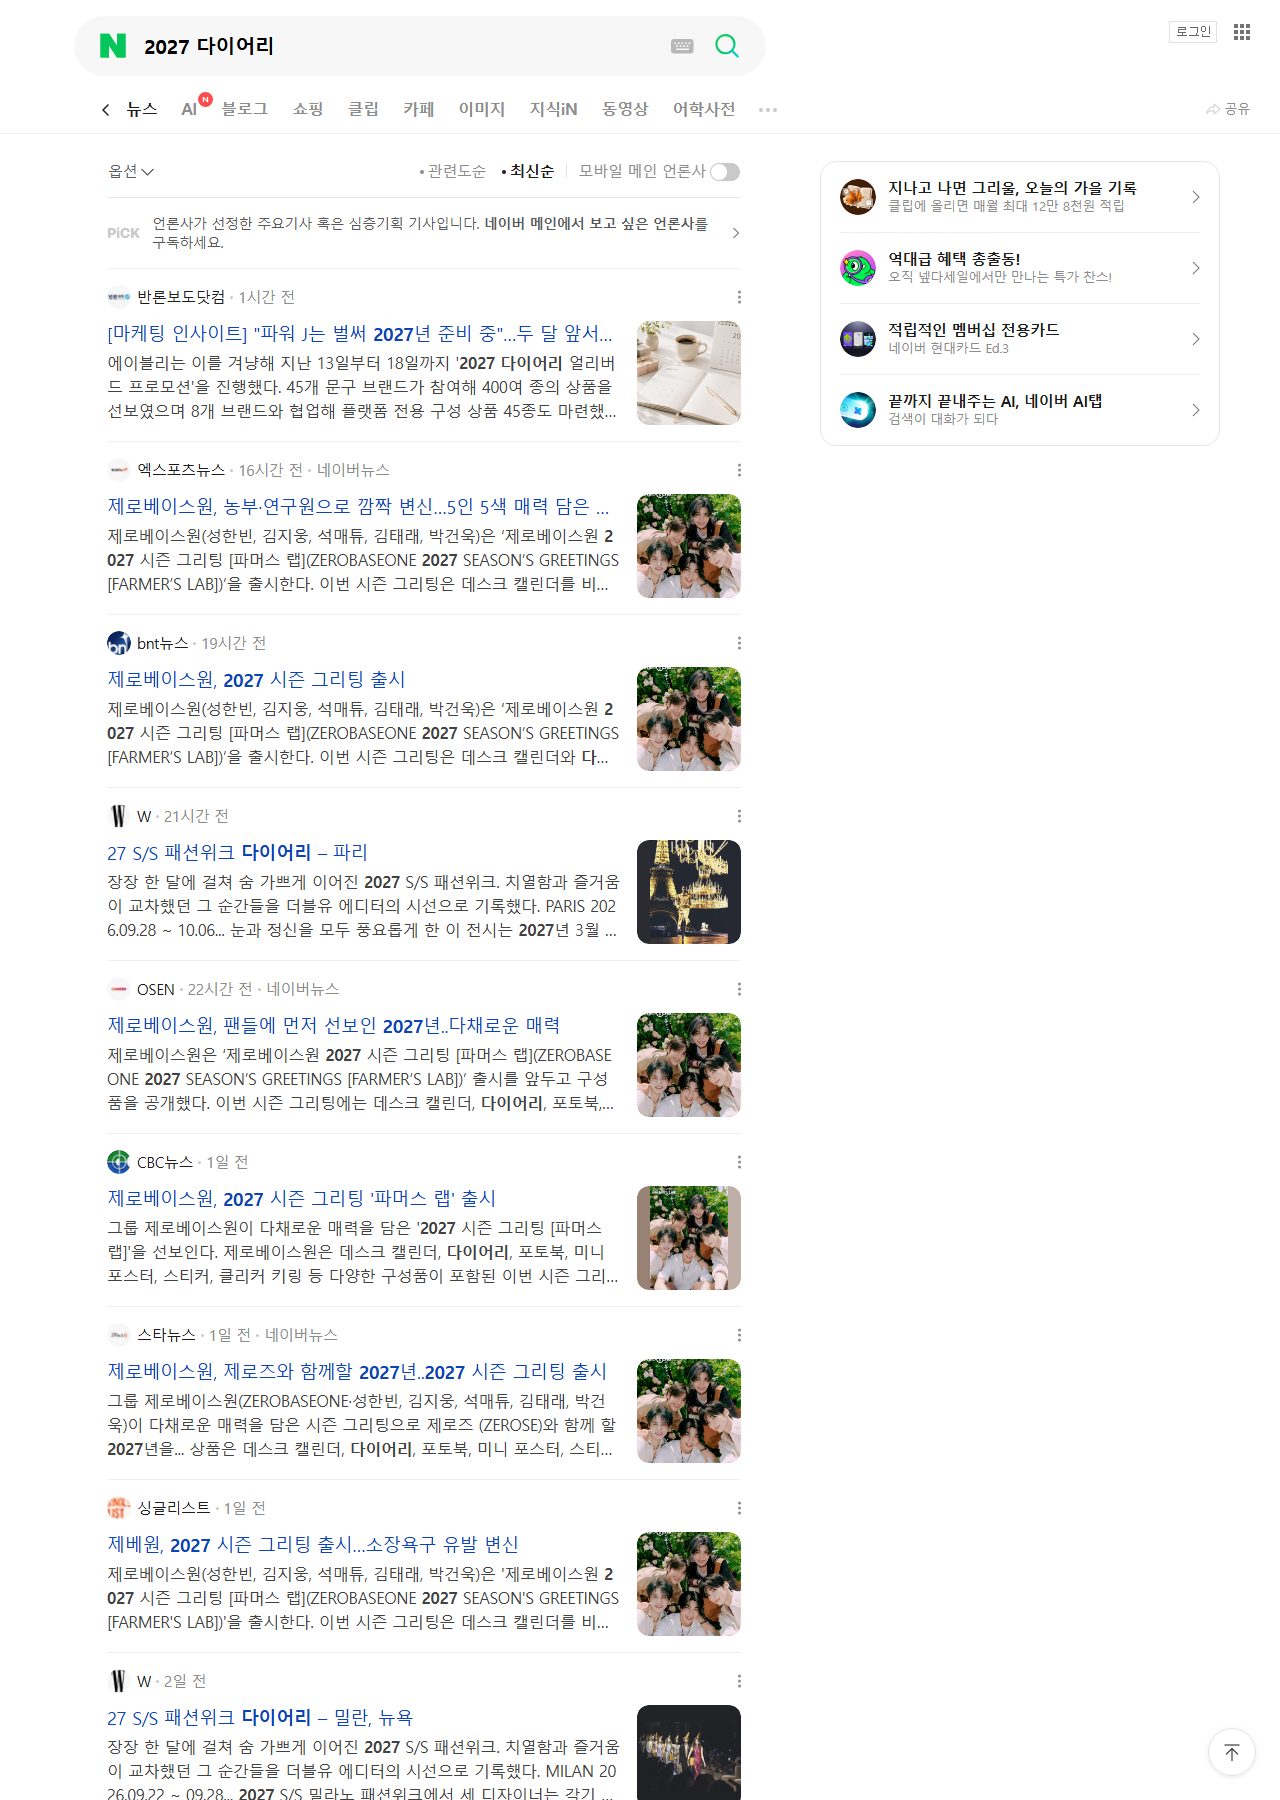 2027 다이어리
로그인
뉴스 AI N 블로그 쇼핑 클립 카페 이미지 지식iN 동영상 어학사전
공유
옵션
관련도순 최신순 모바일 메인 언론사
PiCK 언론사가 선정한 주요기사 혹은 심층기획 기사입니다. 네이버 메인에서 보고 싶은 언론사를
구독하세요.
반론보도닷컴 · 1시간 전
[마케팅 인사이트] "파워 J는 벌써 2027년 준비 중"...두 달 앞서...
에이블리는 이를 겨냥해 지난 13일부터 18일까지 '2027 다이어리 얼리버
드 프로모션'을 진행했다. 45개 문구 브랜드가 참여해 400여 종의 상품을
선보였으며 8개 브랜드와 협업해 플랫폼 전용 구성 상품 45종도 마련했...
엑스포츠뉴스 · 16시간 전 · 네이버뉴스
제로베이스원, 농부·연구원으로 깜짝 변신...5인 5색 매력 담은 ...
제로베이스원(성한빈, 김지웅, 석매튜, 김태래, 박건욱)은 ‘제로베이스원 2
027 시즌 그리팅 [파머스 랩](ZEROBASEONE 2027 SEASON’S GREETINGS
[FARMER’S LAB])’을 출시한다. 이번 시즌 그리팅은 데스크 캘린더를 비...
bnt뉴스 · 19시간 전
제로베이스원, 2027 시즌 그리팅 출시
제로베이스원(성한빈, 김지웅, 석매튜, 김태래, 박건욱)은 ‘제로베이스원 2
027 시즌 그리팅 [파머스 랩](ZEROBASEONE 2027 SEASON’S GREETINGS
[FARMER’S LAB])’을 출시한다. 이번 시즌 그리팅은 데스크 캘린더와 다...
W · 21시간 전
27 S/S 패션위크 다이어리 – 파리
장장 한 달에 걸쳐 숨 가쁘게 이어진 2027 S/S 패션위크. 치열함과 즐거움
이 교차했던 그 순간들을 더블유 에디터의 시선으로 기록했다. PARIS 202
6.09.28 ~ 10.06... 눈과 정신을 모두 풍요롭게 한 이 전시는 2027년 3월 ...
OSEN · 22시간 전 · 네이버뉴스
제로베이스원, 팬들에 먼저 선보인 2027년..다채로운 매력
제로베이스원은 ‘제로베이스원 2027 시즌 그리팅 [파머스 랩](ZEROBASE
ONE 2027 SEASON’S GREETINGS [FARMER’S LAB])’ 출시를 앞두고 구성
품을 공개했다. 이번 시즌 그리팅에는 데스크 캘린더, 다이어리, 포토북,...
CBC뉴스 · 1일 전
제로베이스원, 2027 시즌 그리팅 '파머스 랩' 출시
그룹 제로베이스원이 다채로운 매력을 담은 '2027 시즌 그리팅 [파머스
랩]'을 선보인다. 제로베이스원은 데스크 캘린더, 다이어리, 포토북, 미니
포스터, 스티커, 클리커 키링 등 다양한 구성품이 포함된 이번 시즌 그리...
스타뉴스 · 1일 전 · 네이버뉴스
제로베이스원, 제로즈와 함께할 2027년..2027 시즌 그리팅 출시
그룹 제로베이스원(ZEROBASEONE·성한빈, 김지웅, 석매튜, 김태래, 박건
욱)이 다채로운 매력을 담은 시즌 그리팅으로 제로즈 (ZEROSE)와 함께 할
2027년을... 상품은 데스크 캘린더, 다이어리, 포토북, 미니 포스터, 스티...
싱글리스트 · 1일 전
제베원, 2027 시즌 그리팅 출시...소장욕구 유발 변신
제로베이스원(성한빈, 김지웅, 석매튜, 김태래, 박건욱)은 '제로베이스원 2
027 시즌 그리팅 [파머스 랩](ZEROBASEONE 2027 SEASON'S GREETINGS
[FARMER'S LAB])'을 출시한다. 이번 시즌 그리팅은 데스크 캘린더를 비...
W · 2일 전
27 S/S 패션위크 다이어리 – 밀란, 뉴욕
장장 한 달에 걸쳐 숨 가쁘게 이어진 2027 S/S 패션위크. 치열함과 즐거움
이 교차했던 그 순간들을 더블유 에디터의 시선으로 기록했다. MILAN 20
26.09.22 ~ 09.28... 2027 S/S 밀라노 패션위크에서 세 디자이너는 각기 ...
지나고 나면 그리울, 오늘의 가을 기록
클립에 올리면 매월 최대 12만 8천원 적립
역대급 혜택 총출동!
오직 넾다세일에서만 만나는 특가 찬스!
적립적인 멤버십 전용카드
네이버 현대카드 Ed.3
끝까지 끝내주는 AI, 네이버 AI탭
검색이 대화가 되다